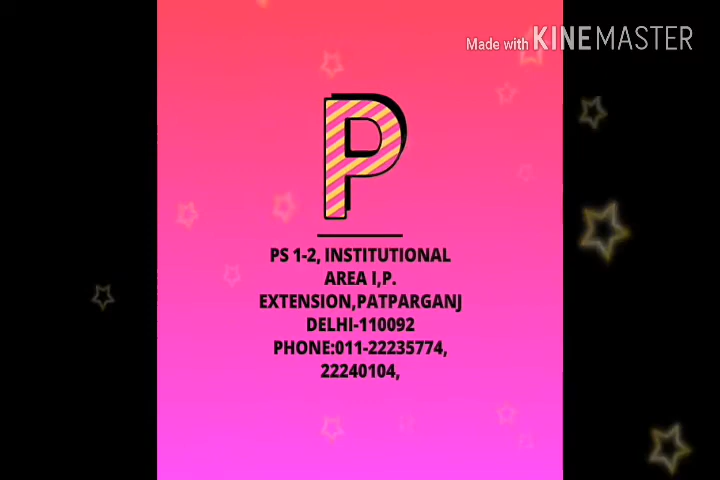 Made with KINEMASTER
P
PS 1-2, INSTITUTIONAL
AREA I,P.
EXTENSION,PATPARGANJ
DELHI-110092
PHONE:011-22235774,
22240104,